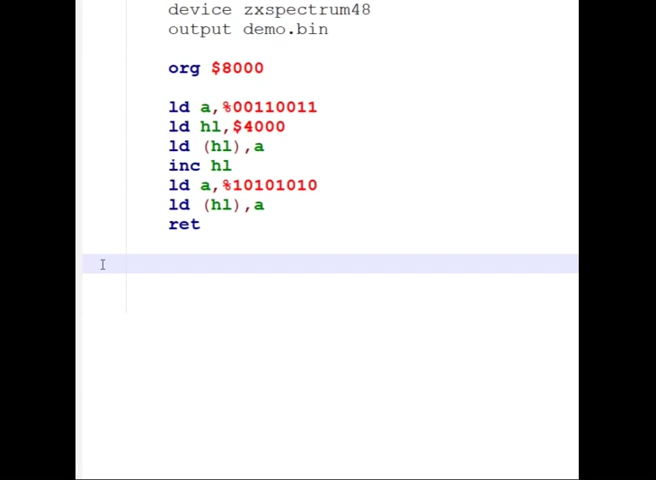 device zxspectrum48
output demo.bin
org $8000
ld a,%00110011
ld hl,$4000
ld (hl),a
inc hl
ld a,%10101010
ld (hl),a
ret